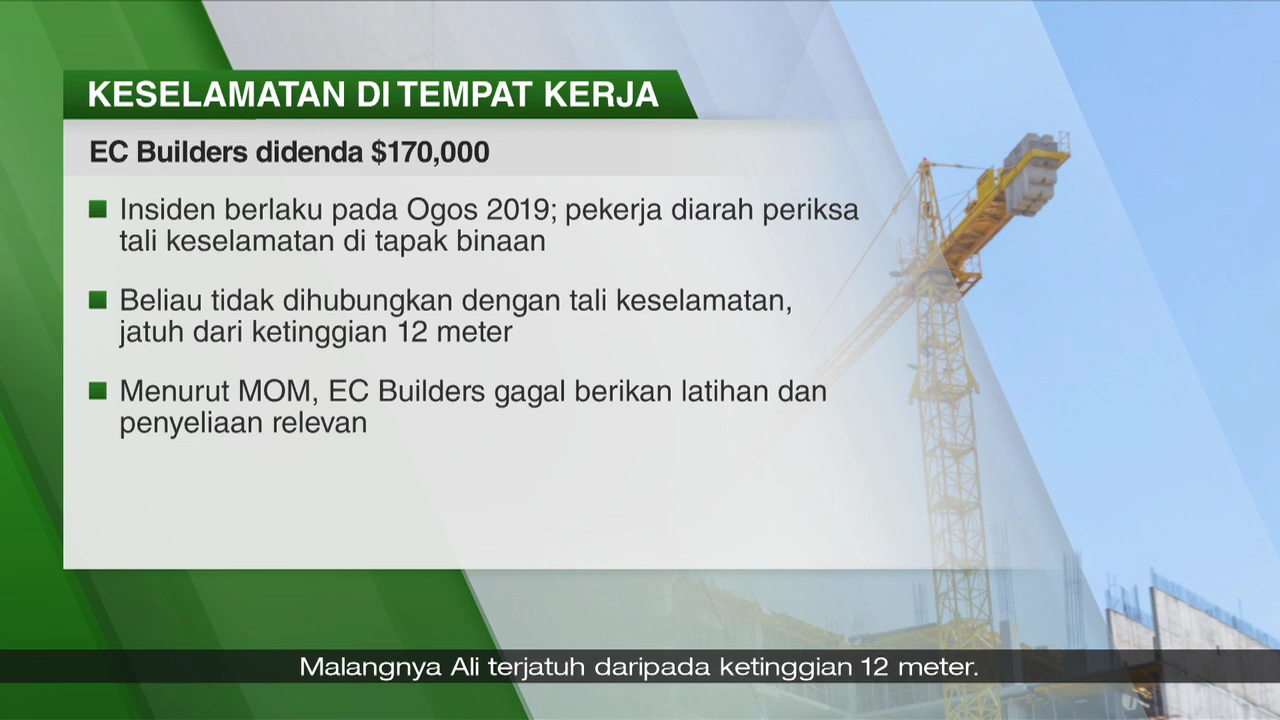 KESELAMATAN DI TEMPAT KERJA
EC Builders didenda $170,000
Insiden berlaku pada Ogos 2019; pekerja diarah periksa
tali keselamatan di tapak binaan
Beliau tidak dihubungkan dengan tali keselamatan,
jatuh dari ketinggian 12 meter
Menurut MOM, EC Builders gagal berikan latihan dan
penyeliaan relevan
Malangnya Ali terjatuh daripada ketinggian 12 meter.